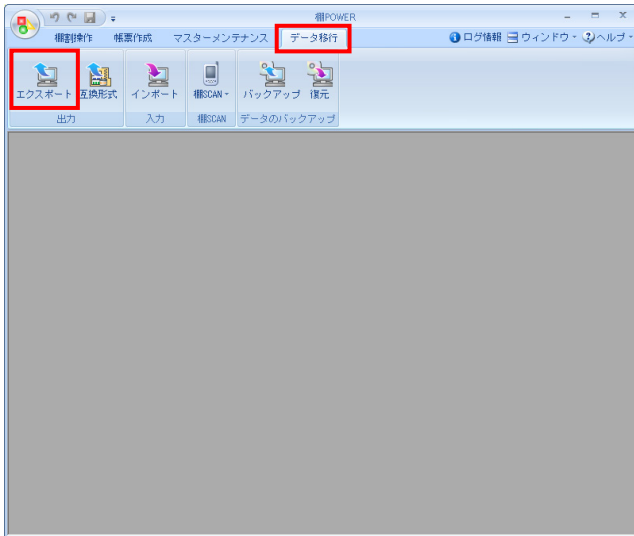 棚POWER
棚割操作 帳票作成 マスターメンテナンス データ移行 ログ情報 ウィンドウ ヘルプ
エクスポート 互換形式 インポート 棚SCAN バックアップ 復元
出力 入力 棚SCAN データのバックアップ